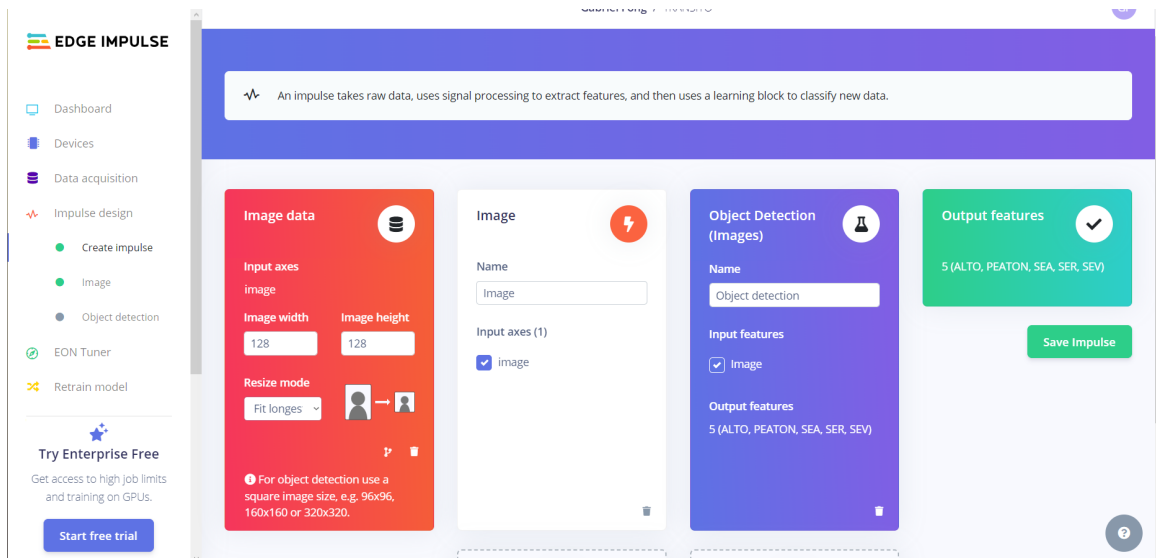 Gabriel Fong / TRANSITO
EDGE IMPULSE
Dashboard
Devices
Data acquisition
Impulse design
Create impulse
Image
Object detection
EON Tuner
Retrain model
Try Enterprise Free
Get access to high job limits
and training on GPUs.
Start free trial
An impulse takes raw data, uses signal processing to extract features, and then uses a learning block to classify new data.
Image data
Input axes
image
Image width Image height
128 128
Resize mode
Fit longes
For object detection use a
square image size, e.g. 96x96,
160x160 or 320x320.
Image
Name
Image
Input axes (1)
image
Object Detection
(Images)
Name
Object detection
Input features
Image
Output features
5 (ALTO, PEATON, SEA, SER, SEV)
Output features
5 (ALTO, PEATON, SEA, SER, SEV)
Save Impulse